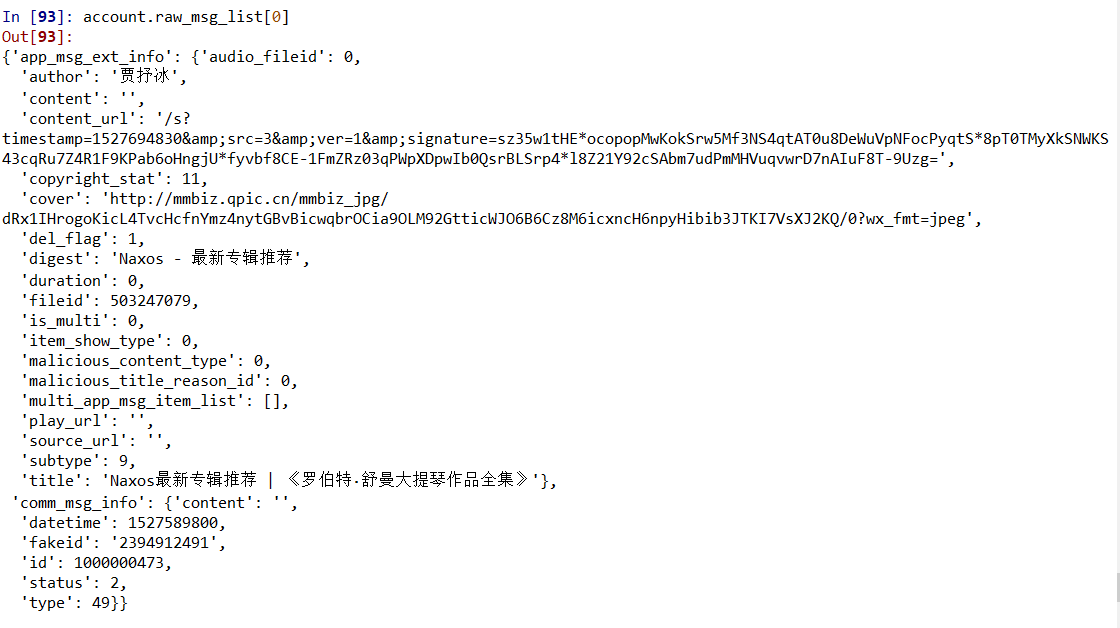 In [93]: account.raw_msg_list[0]
Out[93]:
{'app_msg_ext_info': {'audio_fileid': 0,
'author': '贾抒冰',
'content': '',
'content_url': '/s?
timestamp=1527694830&amp;src=3&amp;ver=1&amp;signature=sz35w1tHE*ocopopMwKokSrw5Mf3NS4qtAT0u8DeWuVpNFocPyqtS*8pT0TMyXkSNWKS
43cqRu7Z4R1F9KPab6oHngjU*fyvbf8CE-1FmZRz03qPWpXDpwIb0QsrBLSrp4*l8Z21Y92cSAbm7udPmMHVuqvwrD7nAIuF8T-9Uzg=',
'copyright_stat': 11,
'cover': 'http://mmbiz.qpic.cn/mmbiz_jpg/
dRx1IHrogoKicL4TvcHcfnYmz4nytGBvBicwqbrOCia9OLM92GtticWJO6B6Cz8M6icxncH6npyHibib3JTKI7VsXJ2KQ/0?wx_fmt=jpeg',
'del_flag': 1,
'digest': 'Naxos - 最新专辑推荐',
'duration': 0,
'fileid': 503247079,
'is_multi': 0,
'item_show_type': 0,
'malicious_content_type': 0,
'malicious_title_reason_id': 0,
'multi_app_msg_item_list': [],
'play_url': '',
'source_url': '',
'subtype': 9,
'title': 'Naxos最新专辑推荐 | 《罗伯特·舒曼大提琴作品全集》'},
'comm_msg_info': {'content': '',
'datetime': 1527589800,
'fakeid': '2394912491',
'id': 1000000473,
'status': 2,
'type': 49}}